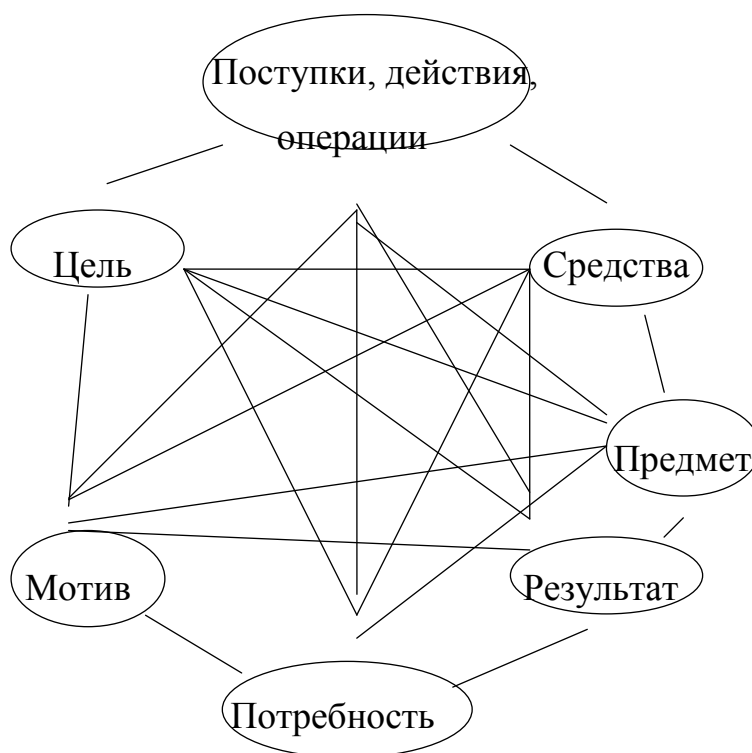 Поступки, действия,
операции
Цель
Средства
Предмет
Мотив
Результат
Потребность